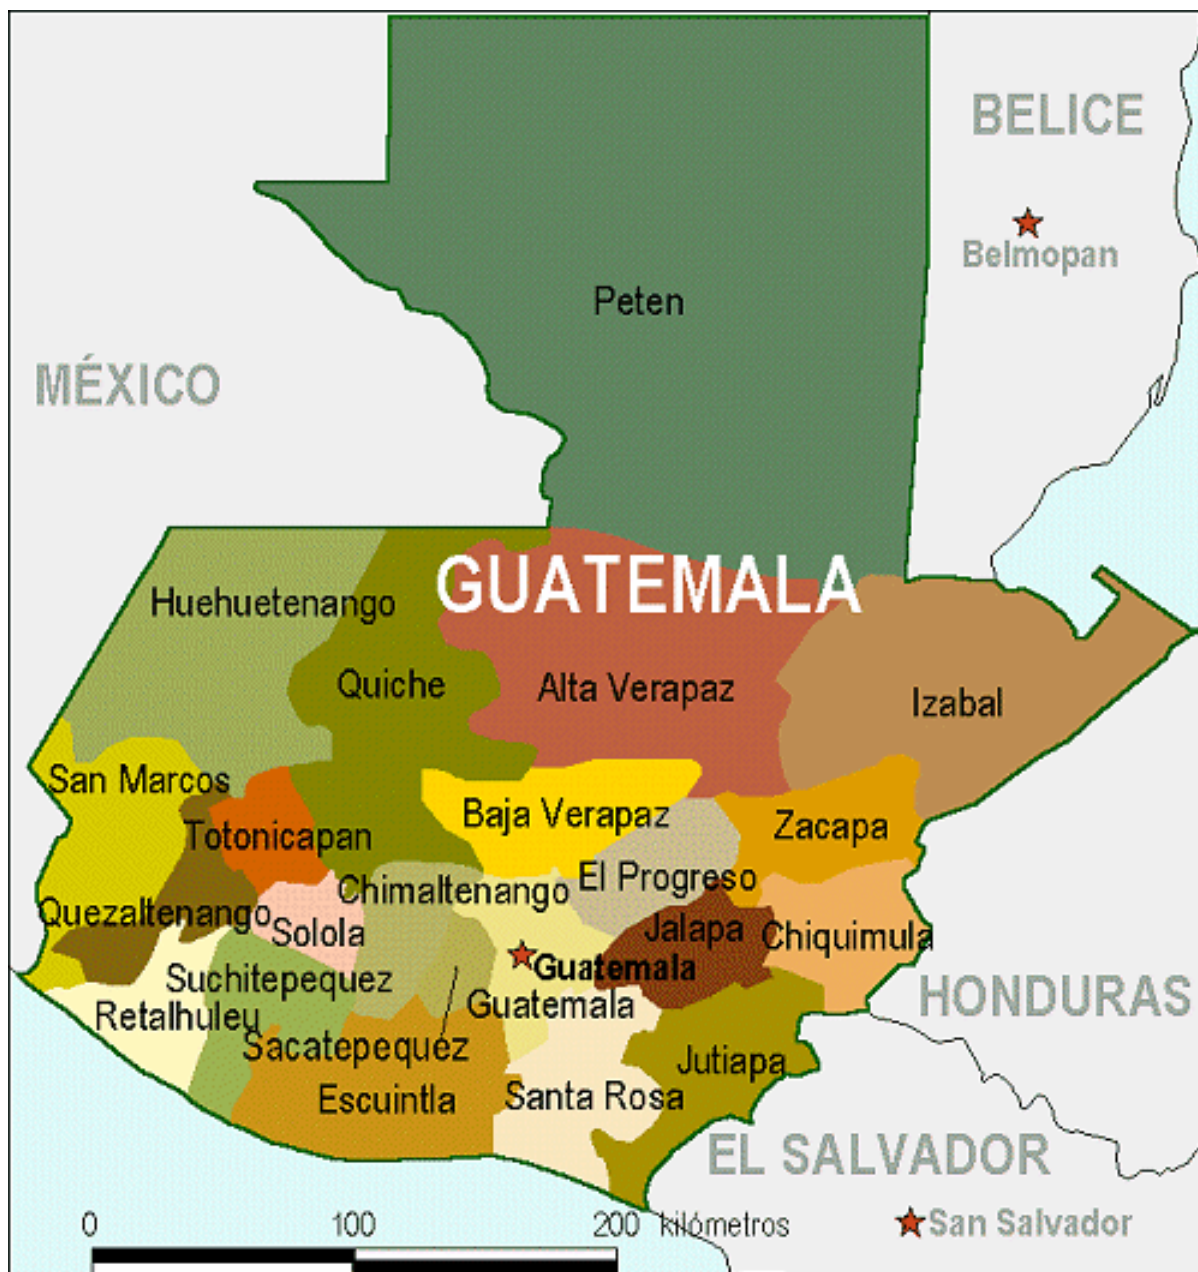 BELICE
Belmopan
Peten
MÉXICO
GUATEMALA
Huehuetenango
Quiche
Alta Verapaz
Izabal
San Marcos
Baja Verapaz
Zacapa
Totonicapan
El Progreso
Chimaltenango
Quezaltenango
Solola
Jalapa
Chiquimula
Guatemala
Suchitepequez
Guatemala
HONDURAS
Retalhuleu
Sacatepequez
Jutiapa
Escuintla
Santa Rosa
EL SALVADOR
0 100 200 kilómetros
San Salvador